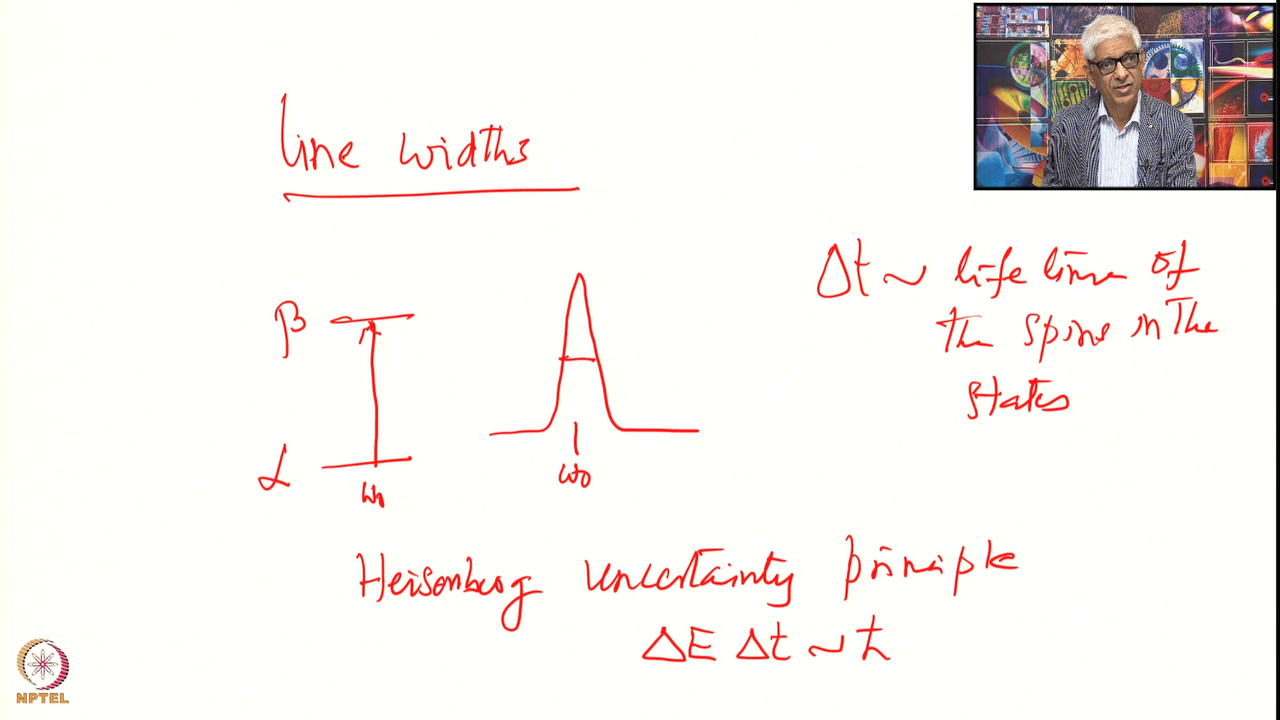 Line widths
Δt ~ life time of
the spins in the
states
β
α
ω₀
ω₀
Heisenberg uncertainty principle
ΔE Δt ~ ħ
NPTEL